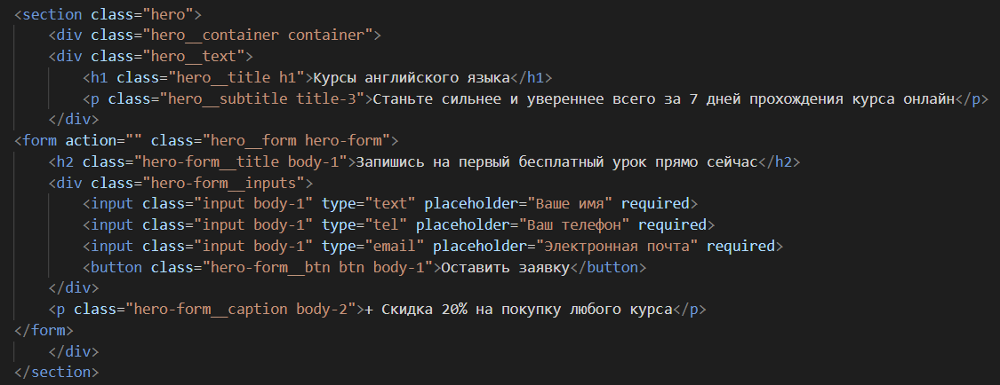 <section class="hero">
    <div class="hero__container container">
    <div class="hero__text">
        <h1 class="hero__title h1">Курсы английского языка</h1>
        <p class="hero__subtitle title-3">Станьте сильнее и увереннее всего за 7 дней прохождения курса онлайн</p>
    </div>
<form action="" class="hero__form hero-form">
    <h2 class="hero-form__title body-1">Запишись на первый бесплатный урок прямо сейчас</h2>
    <div class="hero-form__inputs">
        <input class="input body-1" type="text" placeholder="Ваше имя" required>
        <input class="input body-1" type="tel" placeholder="Ваш телефон" required>
        <input class="input body-1" type="email" placeholder="Электронная почта" required>
        <button class="hero-form__btn btn body-1">Оставить заявку</button>
    </div>
    <p class="hero-form__caption body-2">+ Скидка 20% на покупку любого курса</p>
</form>
    </div>
</section>